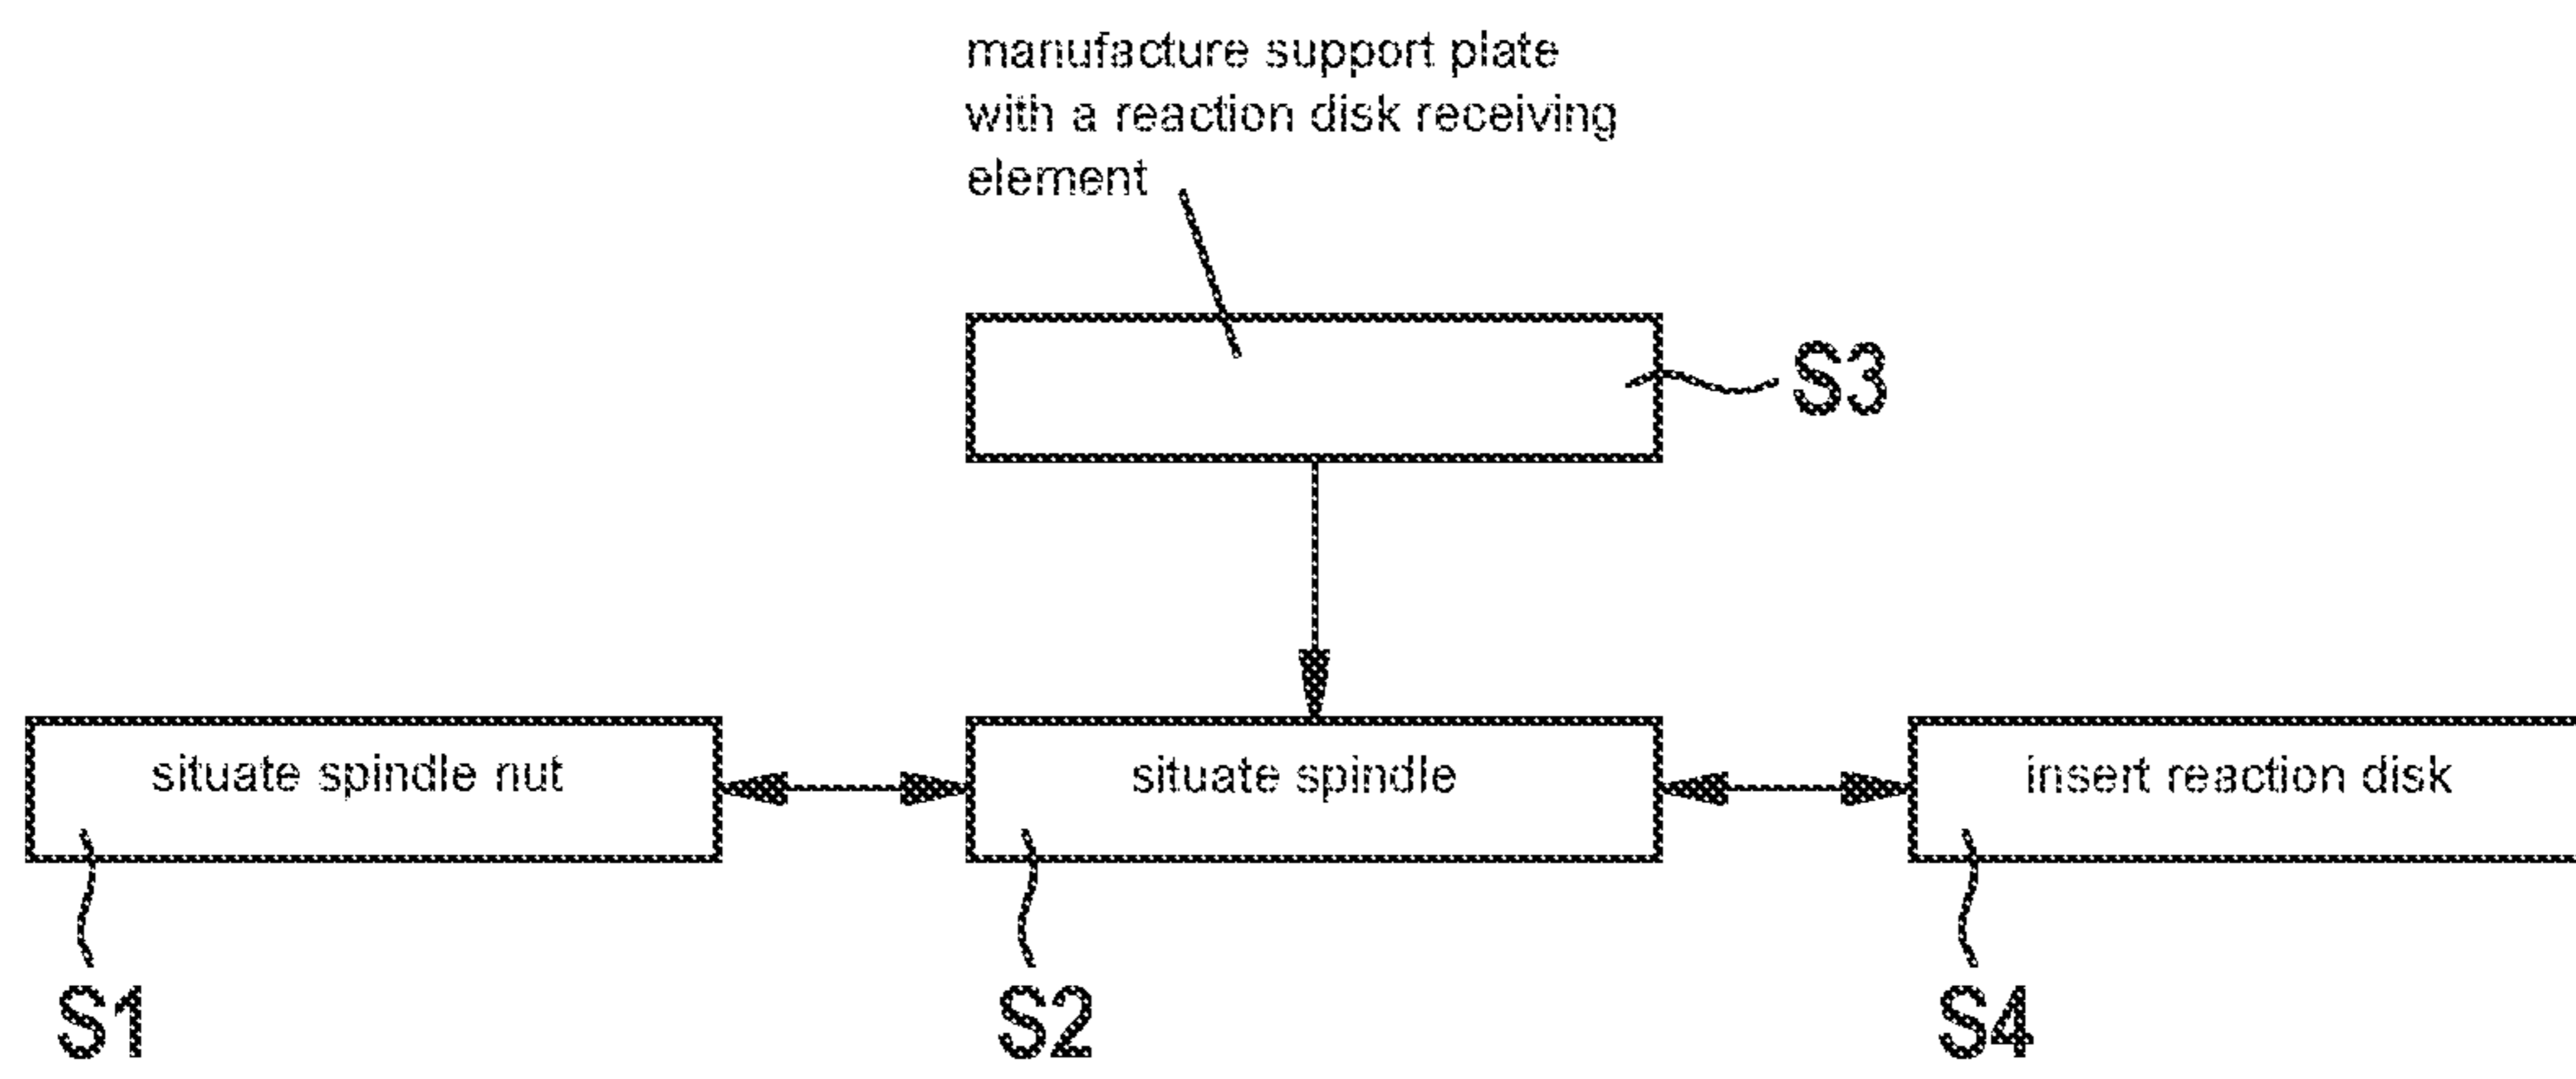 manufacture support plate
with a reaction disk receiving
element
S3
situate spindle nut
situate spindle
insert reaction disk
S1
S2
S4